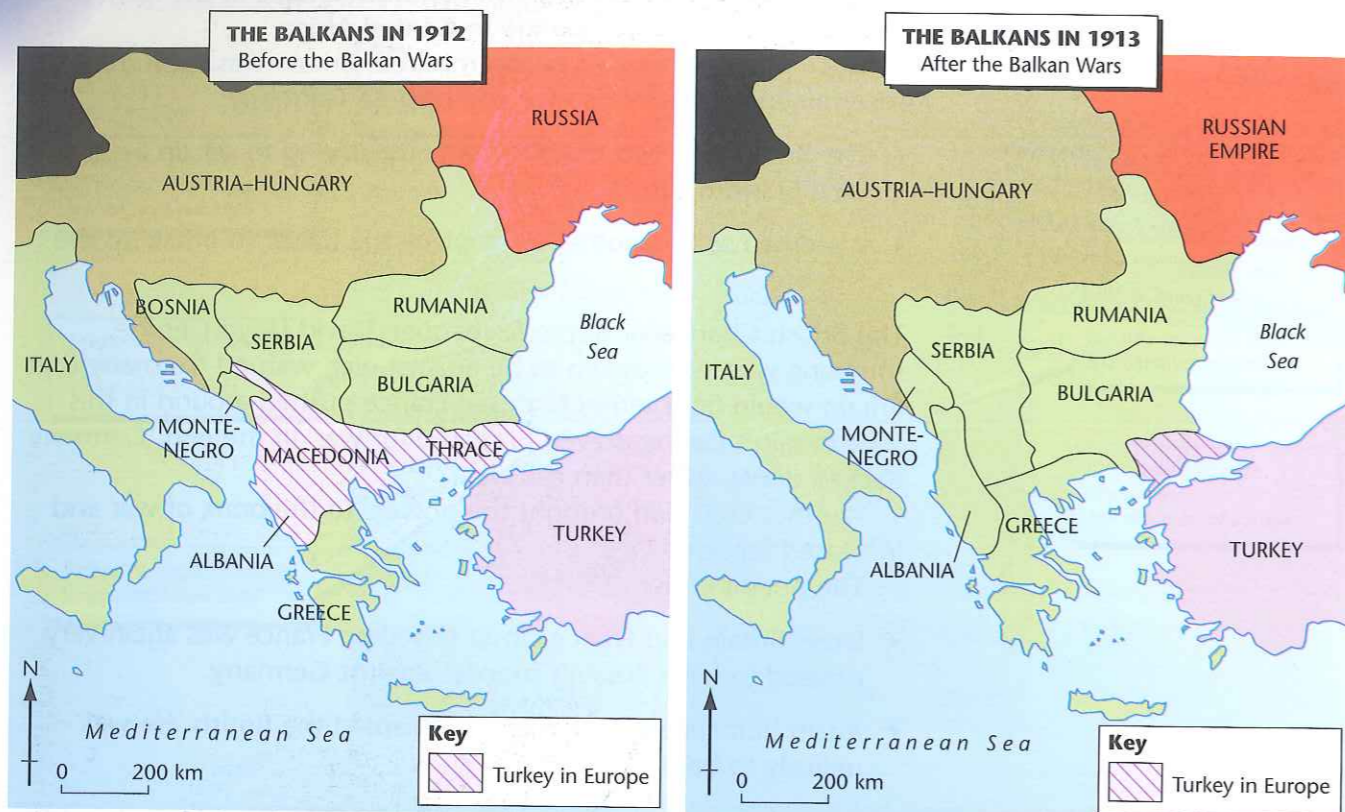 THE BALKANS IN 1912
Before the Balkan Wars
RUSSIA
AUSTRIA–HUNGARY
BOSNIA
SERBIA
RUMANIA
Black
Sea
ITALY
BULGARIA
MONTE-
NEGRO
MACEDONIA
THRACE
ALBANIA
TURKEY
GREECE
N
Mediterranean Sea
0 200 km
Key
Turkey in Europe
THE BALKANS IN 1913
After the Balkan Wars
RUSSIAN
EMPIRE
AUSTRIA–HUNGARY
RUMANIA
SERBIA
Black
Sea
ITALY
BULGARIA
MONTE-
NEGRO
GREECE
TURKEY
ALBANIA
N
Mediterranean Sea
0 200 km
Key
Turkey in Europe